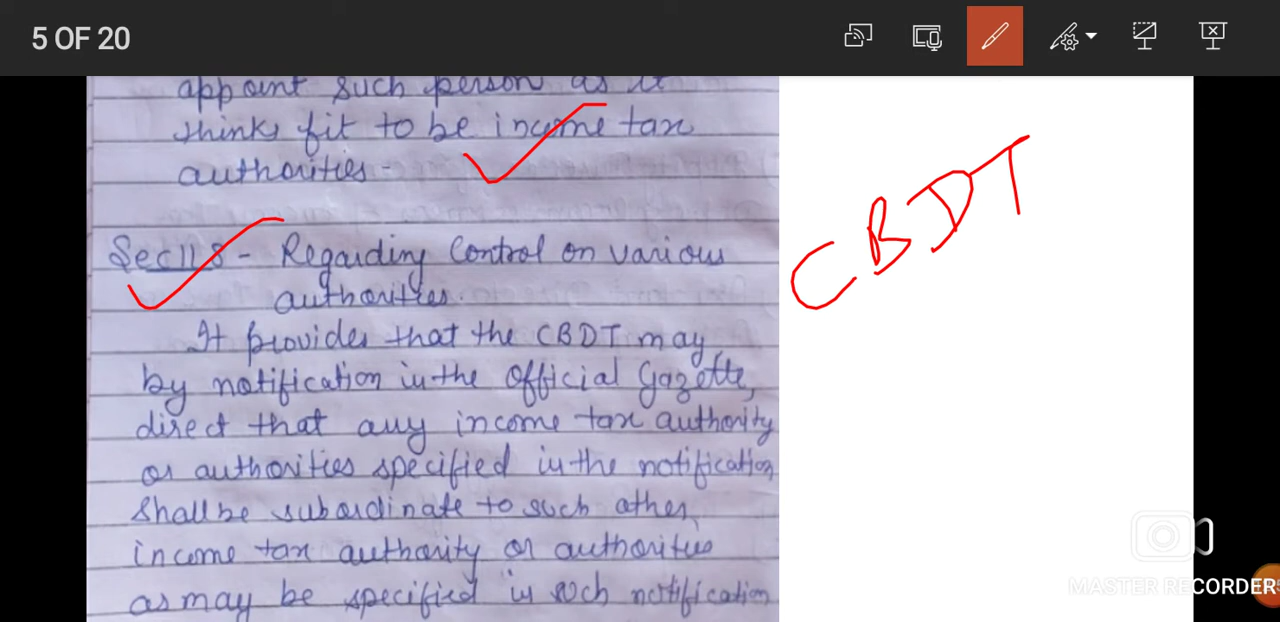 5 OF 20
appoint such person as it
thinks fit to be income tax
authorities -
Sec 118 - Regarding Control on various
authorities.
It provides that the CBDT may,
by notification in the Official Gazette,
direct that any income tax authority
or authorities specified in the notification
shall be subordinate to such other
income tax authority or authorities
as may be specified in such notification
CBDT
MASTER RECORDER